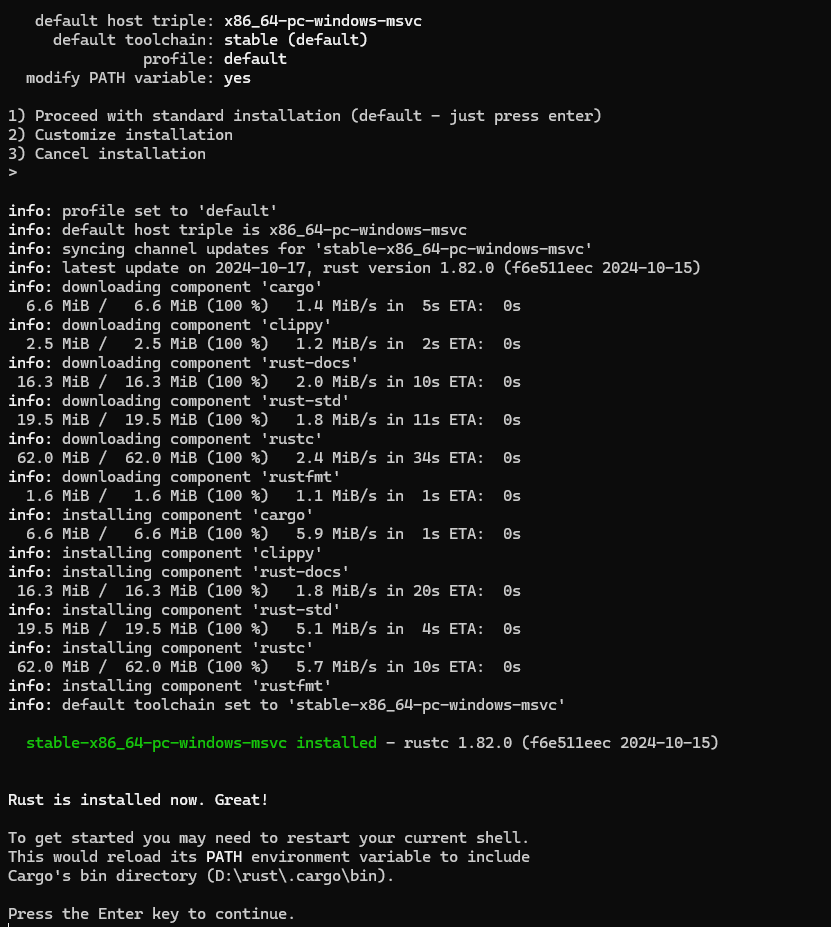 default host triple: x86_64-pc-windows-msvc
default toolchain: stable (default)
profile: default
modify PATH variable: yes
1) Proceed with standard installation (default - just press enter)
2) Customize installation
3) Cancel installation
>
info: profile set to 'default'
info: default host triple is x86_64-pc-windows-msvc
info: syncing channel updates for 'stable-x86_64-pc-windows-msvc'
info: latest update on 2024-10-17, rust version 1.82.0 (f6e511eec 2024-10-15)
info: downloading component 'cargo'
6.6 MiB / 6.6 MiB (100 %) 1.4 MiB/s in 5s ETA: 0s
info: downloading component 'clippy'
2.5 MiB / 2.5 MiB (100 %) 1.2 MiB/s in 2s ETA: 0s
info: downloading component 'rust-docs'
16.3 MiB / 16.3 MiB (100 %) 2.0 MiB/s in 10s ETA: 0s
info: downloading component 'rust-std'
19.5 MiB / 19.5 MiB (100 %) 1.8 MiB/s in 11s ETA: 0s
info: downloading component 'rustc'
62.0 MiB / 62.0 MiB (100 %) 2.4 MiB/s in 34s ETA: 0s
info: downloading component 'rustfmt'
1.6 MiB / 1.6 MiB (100 %) 1.1 MiB/s in 1s ETA: 0s
info: installing component 'cargo'
6.6 MiB / 6.6 MiB (100 %) 5.9 MiB/s in 1s ETA: 0s
info: installing component 'clippy'
info: installing component 'rust-docs'
16.3 MiB / 16.3 MiB (100 %) 1.8 MiB/s in 20s ETA: 0s
info: installing component 'rust-std'
19.5 MiB / 19.5 MiB (100 %) 5.1 MiB/s in 4s ETA: 0s
info: installing component 'rustc'
62.0 MiB / 62.0 MiB (100 %) 5.7 MiB/s in 10s ETA: 0s
info: installing component 'rustfmt'
info: default toolchain set to 'stable-x86_64-pc-windows-msvc'
stable-x86_64-pc-windows-msvc installed - rustc 1.82.0 (f6e511eec 2024-10-15)
Rust is installed now. Great!
To get started you may need to restart your current shell.
This would reload its PATH environment variable to include
Cargo's bin directory (D:\rust\.cargo\bin).
Press the Enter key to continue.